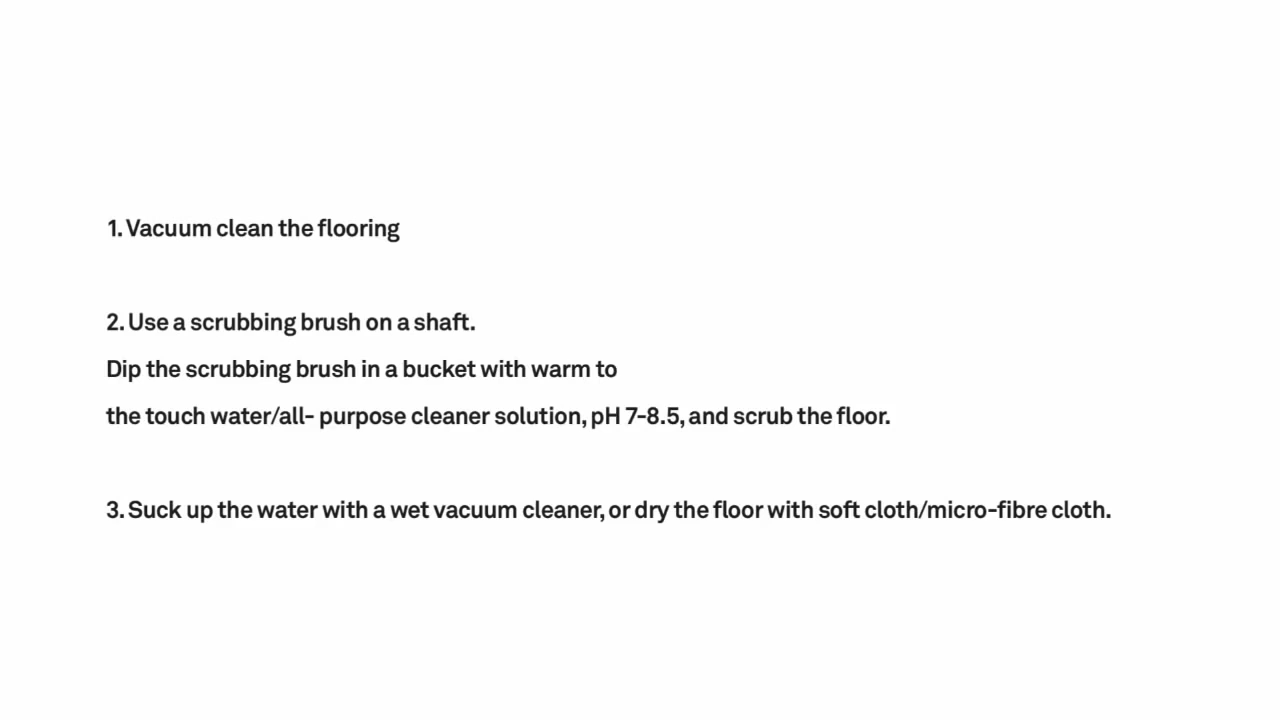 1. Vacuum clean the flooring
2. Use a scrubbing brush on a shaft.
Dip the scrubbing brush in a bucket with warm to
the touch water/all- purpose cleaner solution, pH 7-8.5, and scrub the floor.
3. Suck up the water with a wet vacuum cleaner, or dry the floor with soft cloth/micro-fibre cloth.